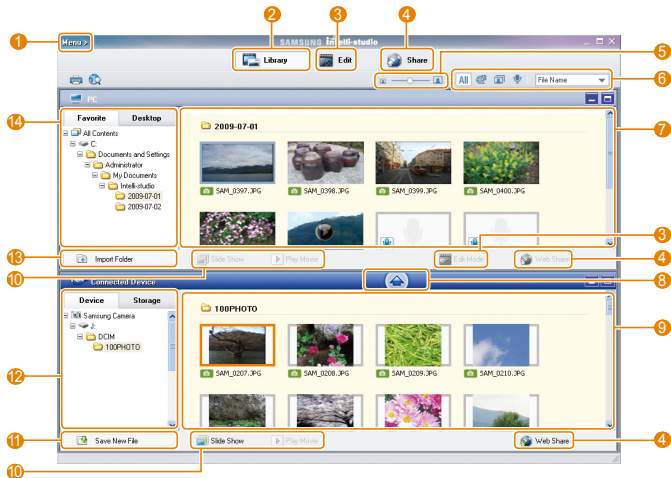 2 3 4
1 Menu > SAMSUNG intelli-studio
Library Edit Share
5
All File Name 6
PC
14 Favorite Desktop 2009-07-01 7
All Contents
C:
Documents and Settings
Administrator
My Documents
Intelli-studio
2009-07-01
2009-07-02
SAM_0397.JPG SAM_0398.JPG SAM_0399.JPG SAM_0400.JPG
3
13 Import Folder Slide Show Play Movie Edit Mode Web Share 4
10
Connected Device 8
Device Storage 100PHOTO
Samsung Camera
J:
DCIM
100PHOTO
9
12
SAM_0207.JPG SAM_0208.JPG SAM_0209.JPG SAM_0210.JPG
11 Save New File Slide Show Play Movie Web Share 4
10